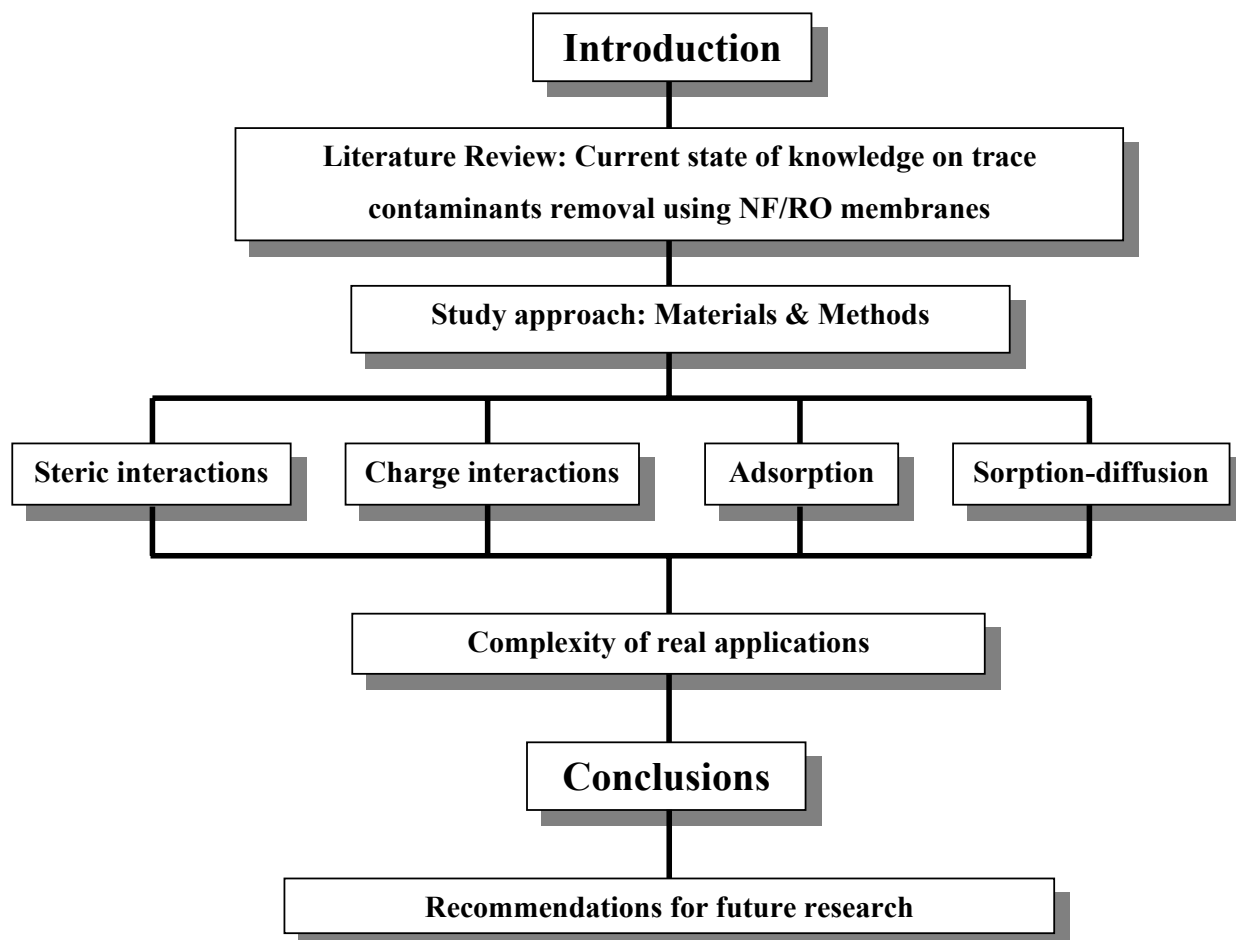 Introduction
Literature Review: Current state of knowledge on trace
contaminants removal using NF/RO membranes
Study approach: Materials & Methods
Steric interactions
Charge interactions
Adsorption
Sorption-diffusion
Complexity of real applications
Conclusions
Recommendations for future research